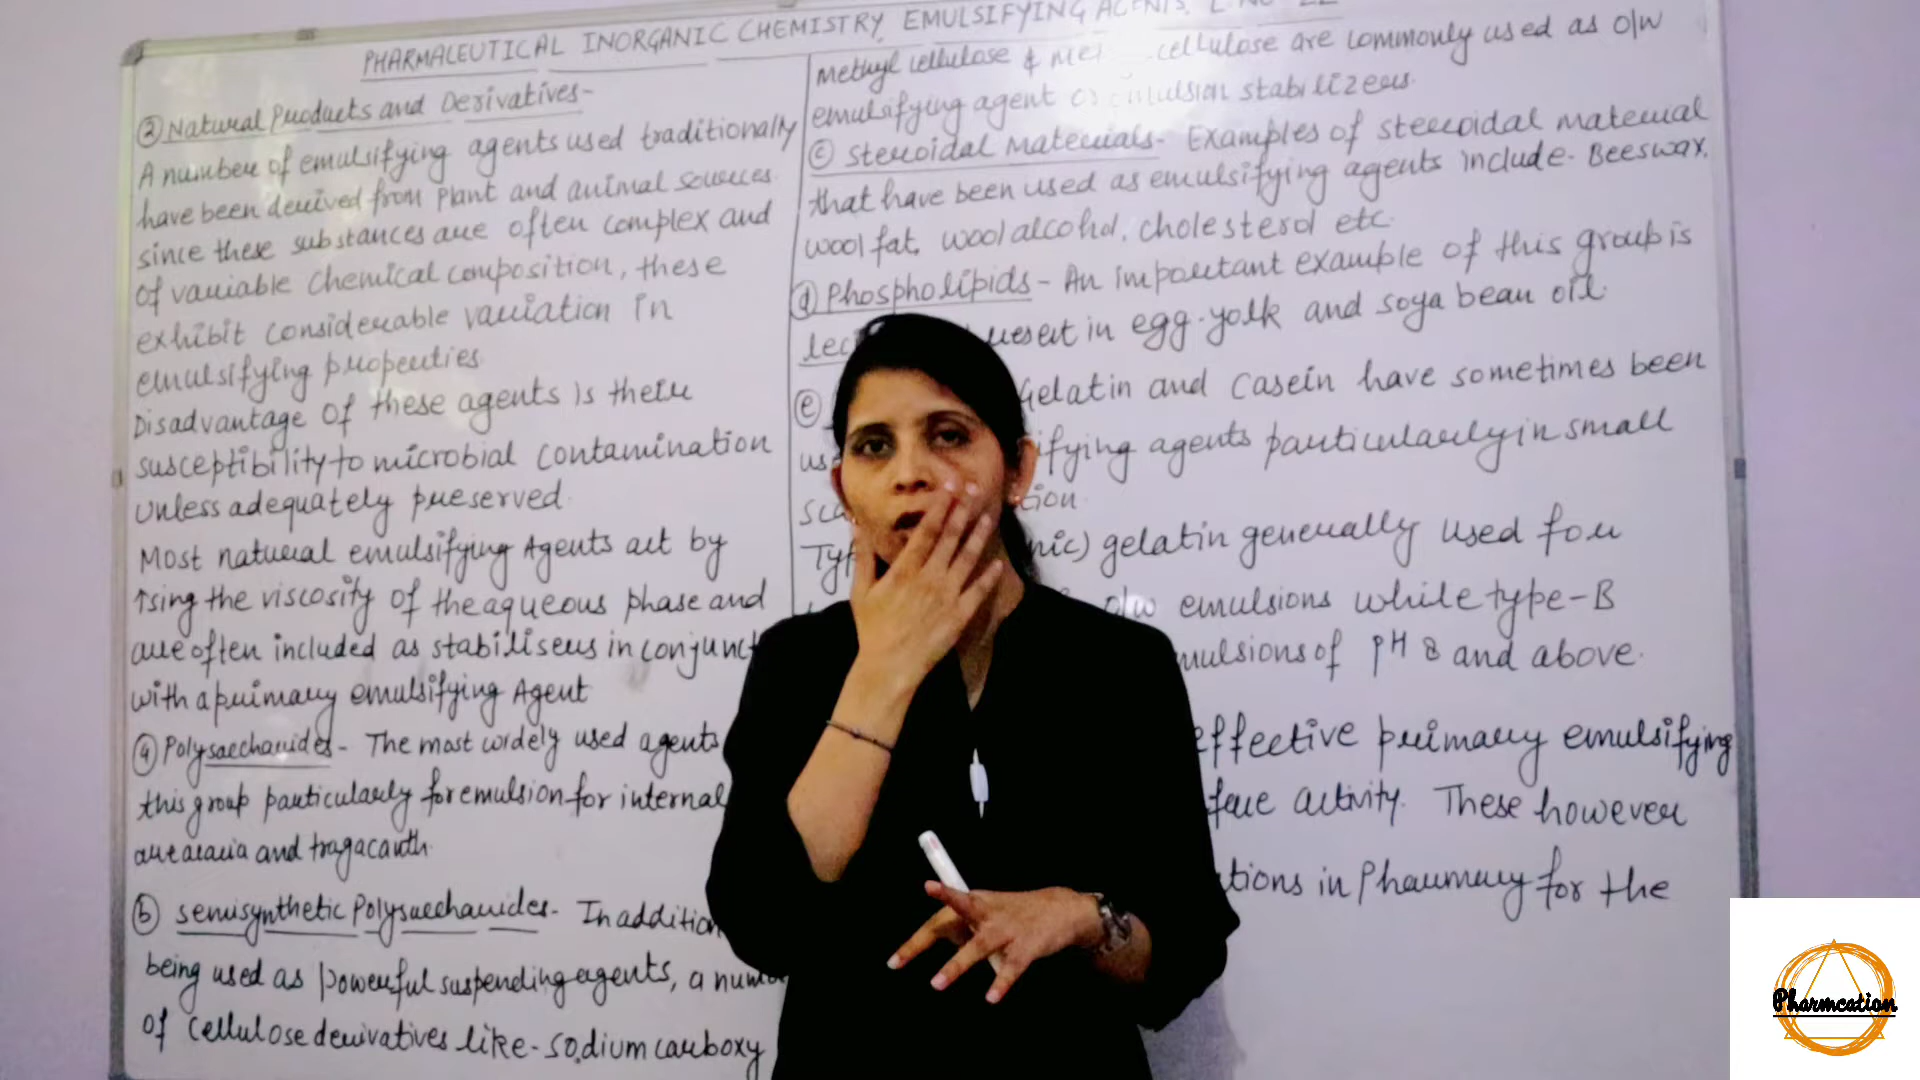 PHARMACEUTICAL INORGANIC CHEMISTRY, EMULSIFYING AGENTS,
② Natural Products and Derivatives-
A number of emulsifying agents used traditionally
have been derived from Plant and animal sources.
since these substances are often complex and
of variable chemical composition, these
exhibit considerable variation in
emulsifying properties.
Disadvantage of these agents is their
susceptibility to microbial contamination
unless adequately preserved.
Most natural emulsifying Agents act by
↑sing the viscosity of the aqueous phase and
are often included as stabilisers in conjunct
with a primary emulsifying Agent
ⓐ Polysaccharides- The most widely used agents
this group particularly for emulsion for internal
are acacia and tragacanth.
ⓑ semisynthetic Polysaccharides- In addition
being used as powerful suspending agents, a num
of cellulose derivatives like- sodium carboxy
Methyl cellulose & cellulose are commonly used as o/w
emulsifying agent or emulsion stabilizers.
ⓒ Steroidal Materials- Examples of steroidal material
that have been used as emulsifying agents include- Beeswax,
wool fat, wool alcohol, cholesterol etc.
ⓓ Phospholipids - An important example of this group is
present in egg-yolk and soya bean oil.
ⓔ Gelatin and casein have sometimes been
ifying agents particularly in small
tion.
gelatin generally used for
o/w emulsions while type-B
mulsions of pH 8 and above.
effective primary emulsifying
face activity. These however
ations in Pharmacy for the
Pharmcation